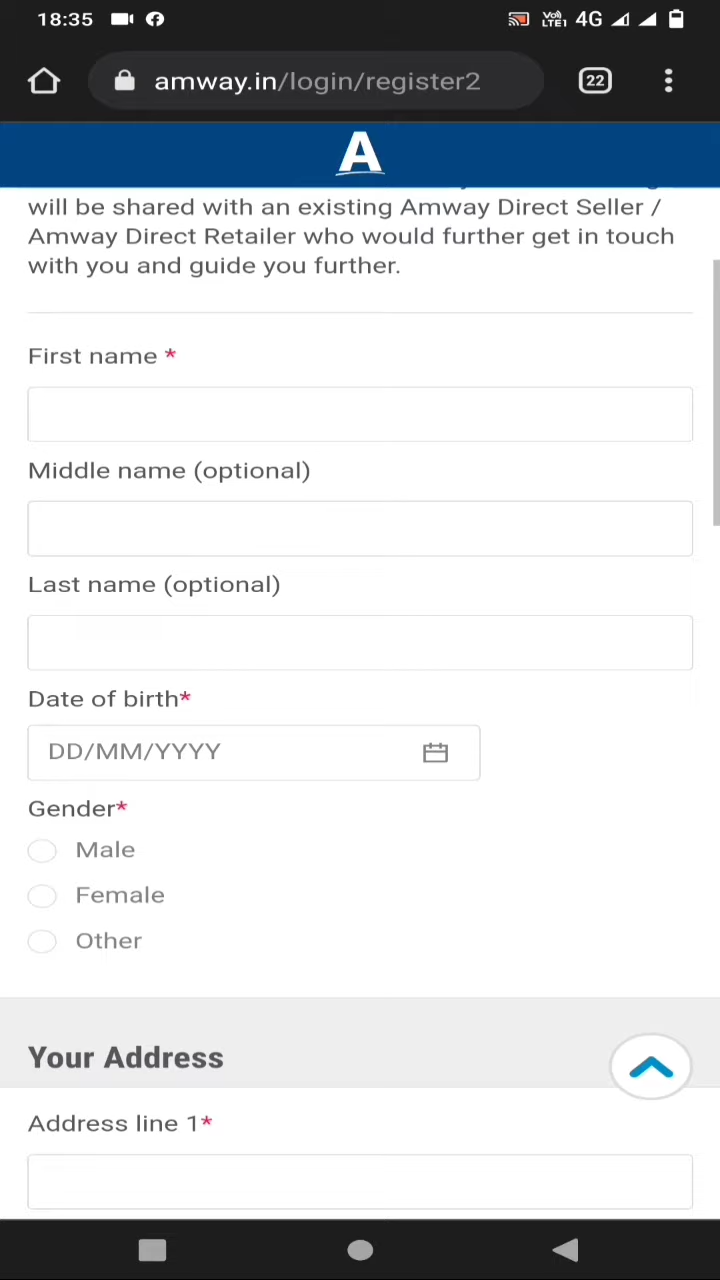 18:35
Vo))
LTE1 4G
amway.in/login/register2
22
A
will be shared with an existing Amway Direct Seller /
Amway Direct Retailer who would further get in touch
with you and guide you further.
First name *
Middle name (optional)
Last name (optional)
Date of birth*
DD/MM/YYYY
Gender*
Male
Female
Other
Your Address
Address line 1*